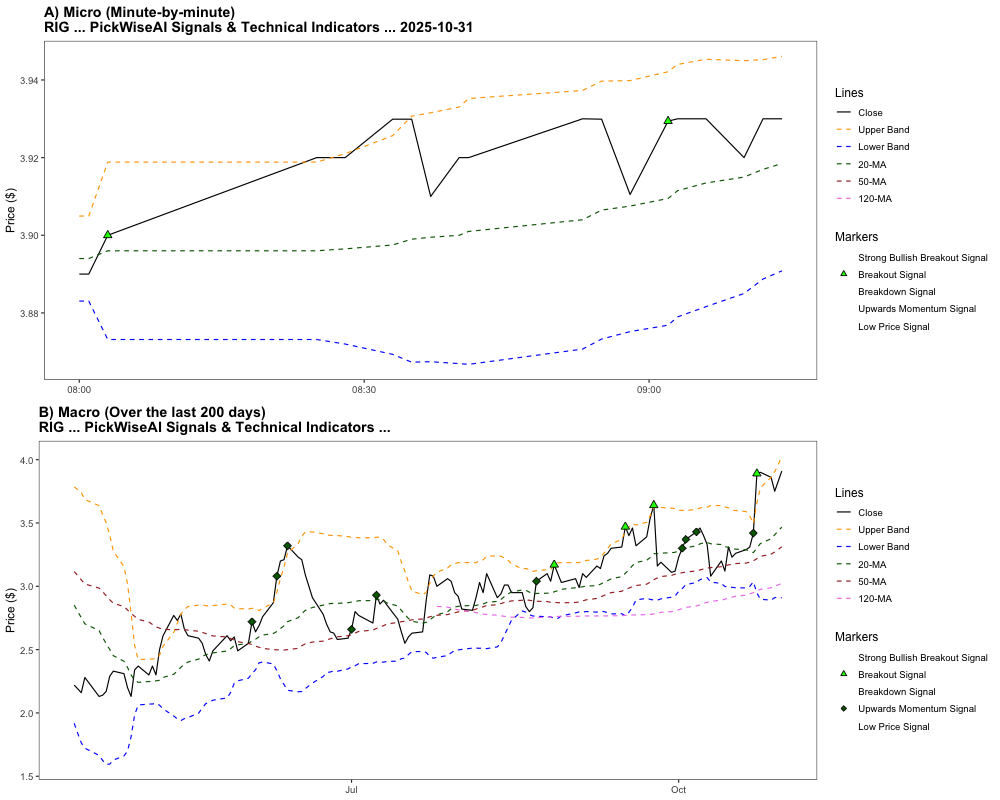 A) Micro (Minute-by-minute)
RIG ... PickWiseAI Signals & Technical Indicators ... 2025-10-31
Price ($)
3.94
3.92
3.90
3.88
08:00
08:30
09:00
Lines
Close
Upper Band
Lower Band
20-MA
50-MA
120-MA
Markers
Strong Bullish Breakout Signal
Breakout Signal
Breakdown Signal
Upwards Momentum Signal
Low Price Signal
B) Macro (Over the last 200 days)
RIG ... PickWiseAI Signals & Technical Indicators ...
Price ($)
4.0
3.5
3.0
2.5
2.0
1.5
Jul
Oct
Lines
Close
Upper Band
Lower Band
20-MA
50-MA
120-MA
Markers
Strong Bullish Breakout Signal
Breakout Signal
Breakdown Signal
Upwards Momentum Signal
Low Price Signal